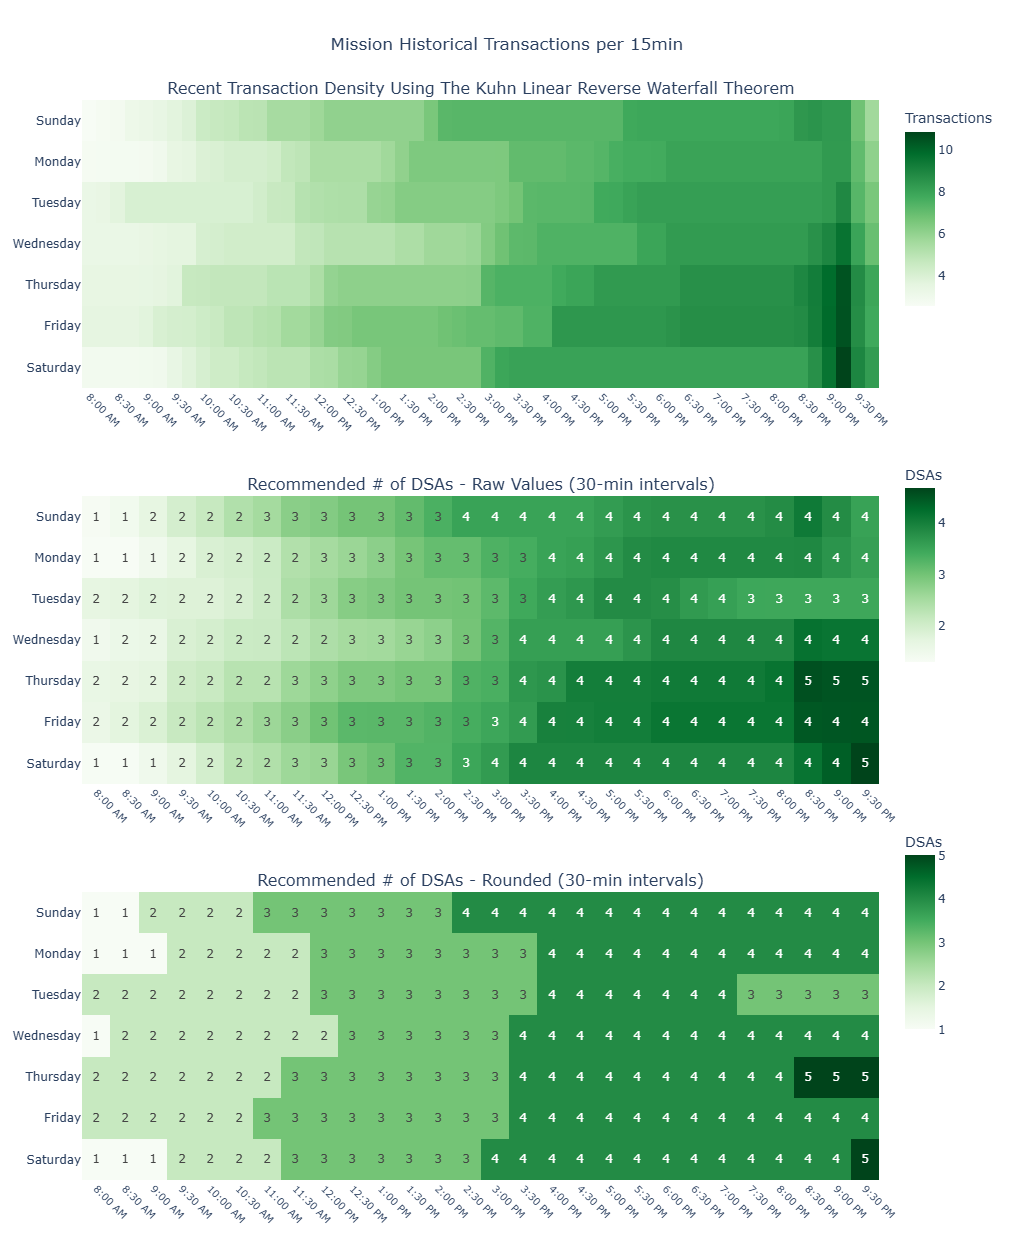 Mission Historical Transactions per 15min
Recent Transaction Density Using The Kuhn Linear Reverse Waterfall Theorem
Transactions
10
8
6
4
Sunday
Monday
Tuesday
Wednesday
Thursday
Friday
Saturday
8:00 AM 8:30 AM 9:00 AM 9:30 AM 10:00 AM 10:30 AM 11:00 AM 11:30 AM 12:00 PM 12:30 PM 1:00 PM 1:30 PM 2:00 PM 2:30 PM 3:00 PM 3:30 PM 4:00 PM 4:30 PM 5:00 PM 5:30 PM 6:00 PM 6:30 PM 7:00 PM 7:30 PM 8:00 PM 8:30 PM 9:00 PM 9:30 PM
Recommended # of DSAs - Raw Values (30-min intervals)
DSAs
4
3
2
Sunday 1 1 2 2 2 2 3 3 3 3 3 3 3 4 4 4 4 4 4 4 4 4 4 4 4 4 4 4
Monday 1 1 1 2 2 2 2 2 3 3 3 3 3 3 3 3 4 4 4 4 4 4 4 4 4 4 4 4
Tuesday 2 2 2 2 2 2 2 2 3 3 3 3 3 3 3 3 4 4 4 4 4 4 4 3 3 3 3 3
Wednesday 1 2 2 2 2 2 2 2 2 3 3 3 3 3 3 4 4 4 4 4 4 4 4 4 4 4 4 4
Thursday 2 2 2 2 2 2 2 3 3 3 3 3 3 3 3 4 4 4 4 4 4 4 4 4 4 5 5 5
Friday 2 2 2 2 2 2 3 3 3 3 3 3 3 3 3 4 4 4 4 4 4 4 4 4 4 4 4 4
Saturday 1 1 1 2 2 2 2 3 3 3 3 3 3 3 4 4 4 4 4 4 4 4 4 4 4 4 4 5
8:00 AM 8:30 AM 9:00 AM 9:30 AM 10:00 AM 10:30 AM 11:00 AM 11:30 AM 12:00 PM 12:30 PM 1:00 PM 1:30 PM 2:00 PM 2:30 PM 3:00 PM 3:30 PM 4:00 PM 4:30 PM 5:00 PM 5:30 PM 6:00 PM 6:30 PM 7:00 PM 7:30 PM 8:00 PM 8:30 PM 9:00 PM 9:30 PM
Recommended # of DSAs - Rounded (30-min intervals)
DSAs
5
4
3
2
1
Sunday 1 1 2 2 2 2 3 3 3 3 3 3 3 4 4 4 4 4 4 4 4 4 4 4 4 4 4 4
Monday 1 1 1 2 2 2 2 2 3 3 3 3 3 3 3 3 4 4 4 4 4 4 4 4 4 4 4 4
Tuesday 2 2 2 2 2 2 2 2 3 3 3 3 3 3 3 3 4 4 4 4 4 4 4 3 3 3 3 3
Wednesday 1 2 2 2 2 2 2 2 2 3 3 3 3 3 3 4 4 4 4 4 4 4 4 4 4 4 4 4
Thursday 2 2 2 2 2 2 2 3 3 3 3 3 3 3 3 4 4 4 4 4 4 4 4 4 4 5 5 5
Friday 2 2 2 2 2 2 3 3 3 3 3 3 3 3 3 4 4 4 4 4 4 4 4 4 4 4 4 4
Saturday 1 1 1 2 2 2 2 3 3 3 3 3 3 3 4 4 4 4 4 4 4 4 4 4 4 4 4 5
8:00 AM 8:30 AM 9:00 AM 9:30 AM 10:00 AM 10:30 AM 11:00 AM 11:30 AM 12:00 PM 12:30 PM 1:00 PM 1:30 PM 2:00 PM 2:30 PM 3:00 PM 3:30 PM 4:00 PM 4:30 PM 5:00 PM 5:30 PM 6:00 PM 6:30 PM 7:00 PM 7:30 PM 8:00 PM 8:30 PM 9:00 PM 9:30 PM